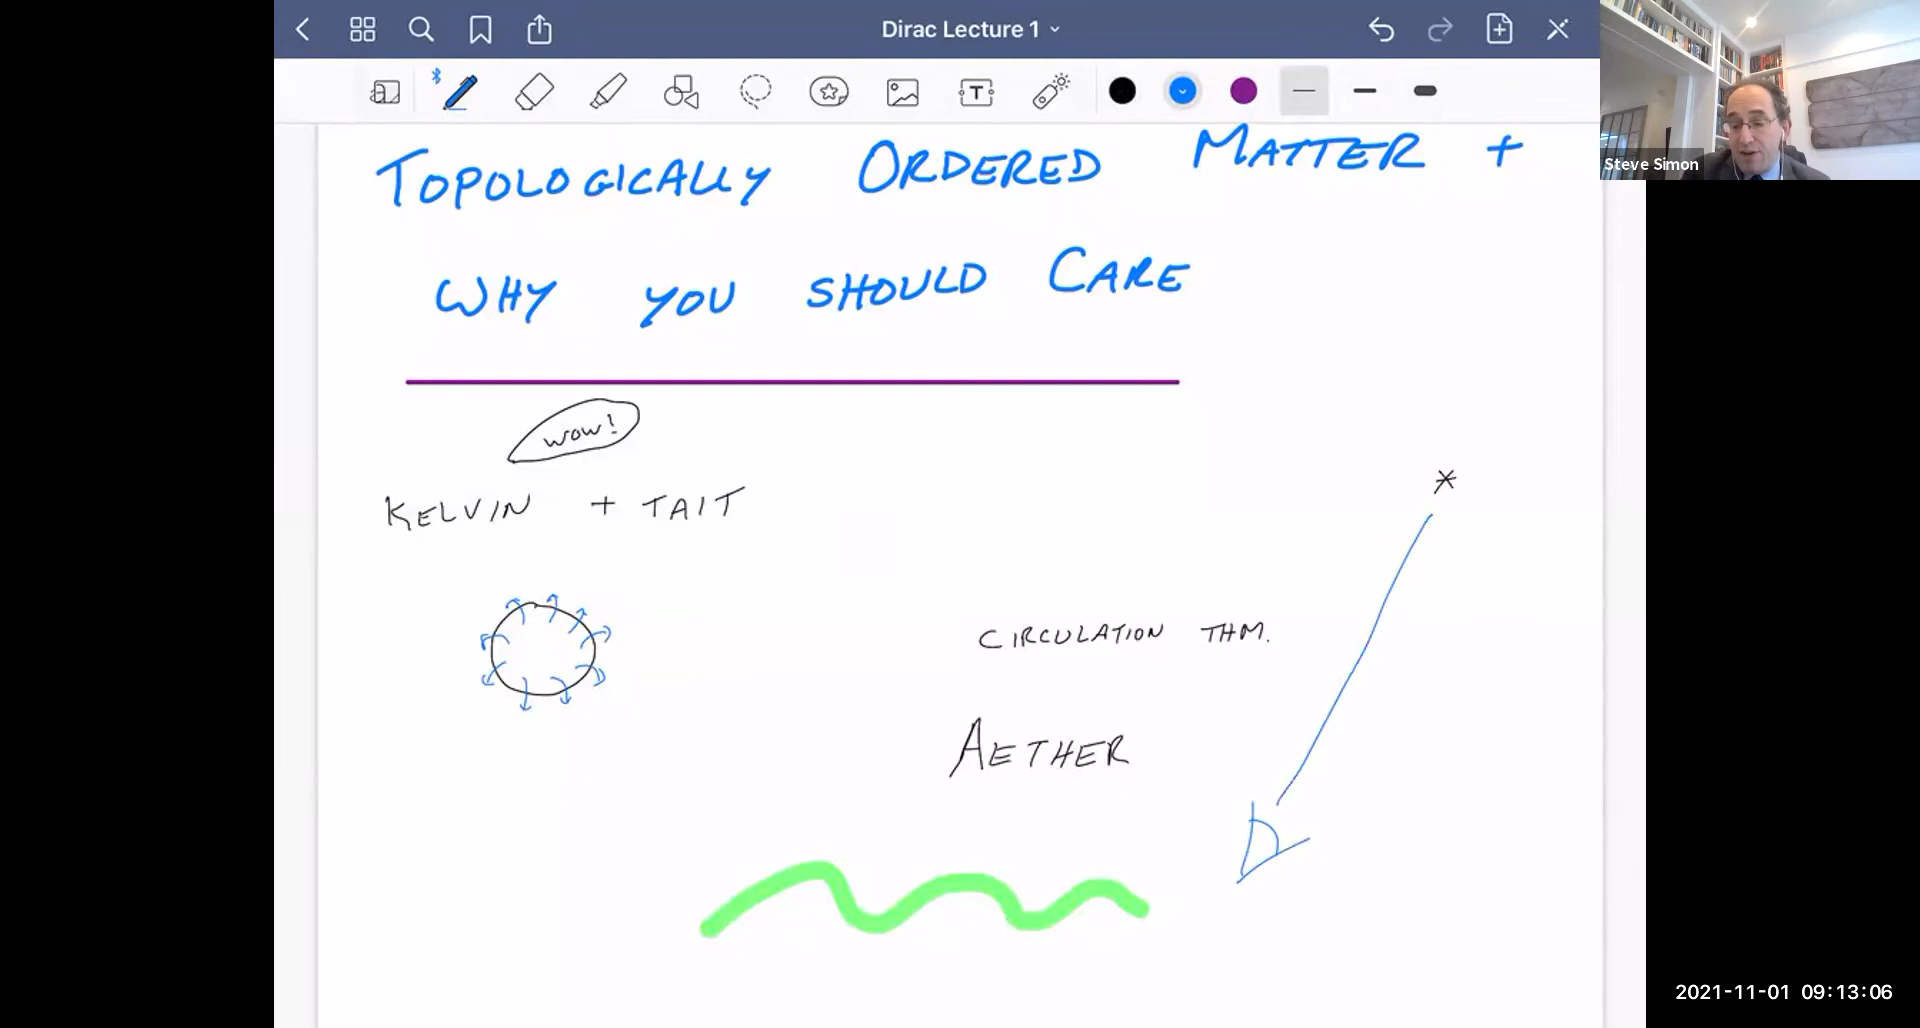 Dirac Lecture 1
T
Steve Simon
TOPOLOGICALLY ORDERED MATTER +
WHY YOU SHOULD CARE
WOW!
KELVIN + TAIT
*
CIRCULATION THM.
AETHER
2021-11-01 09:13:06